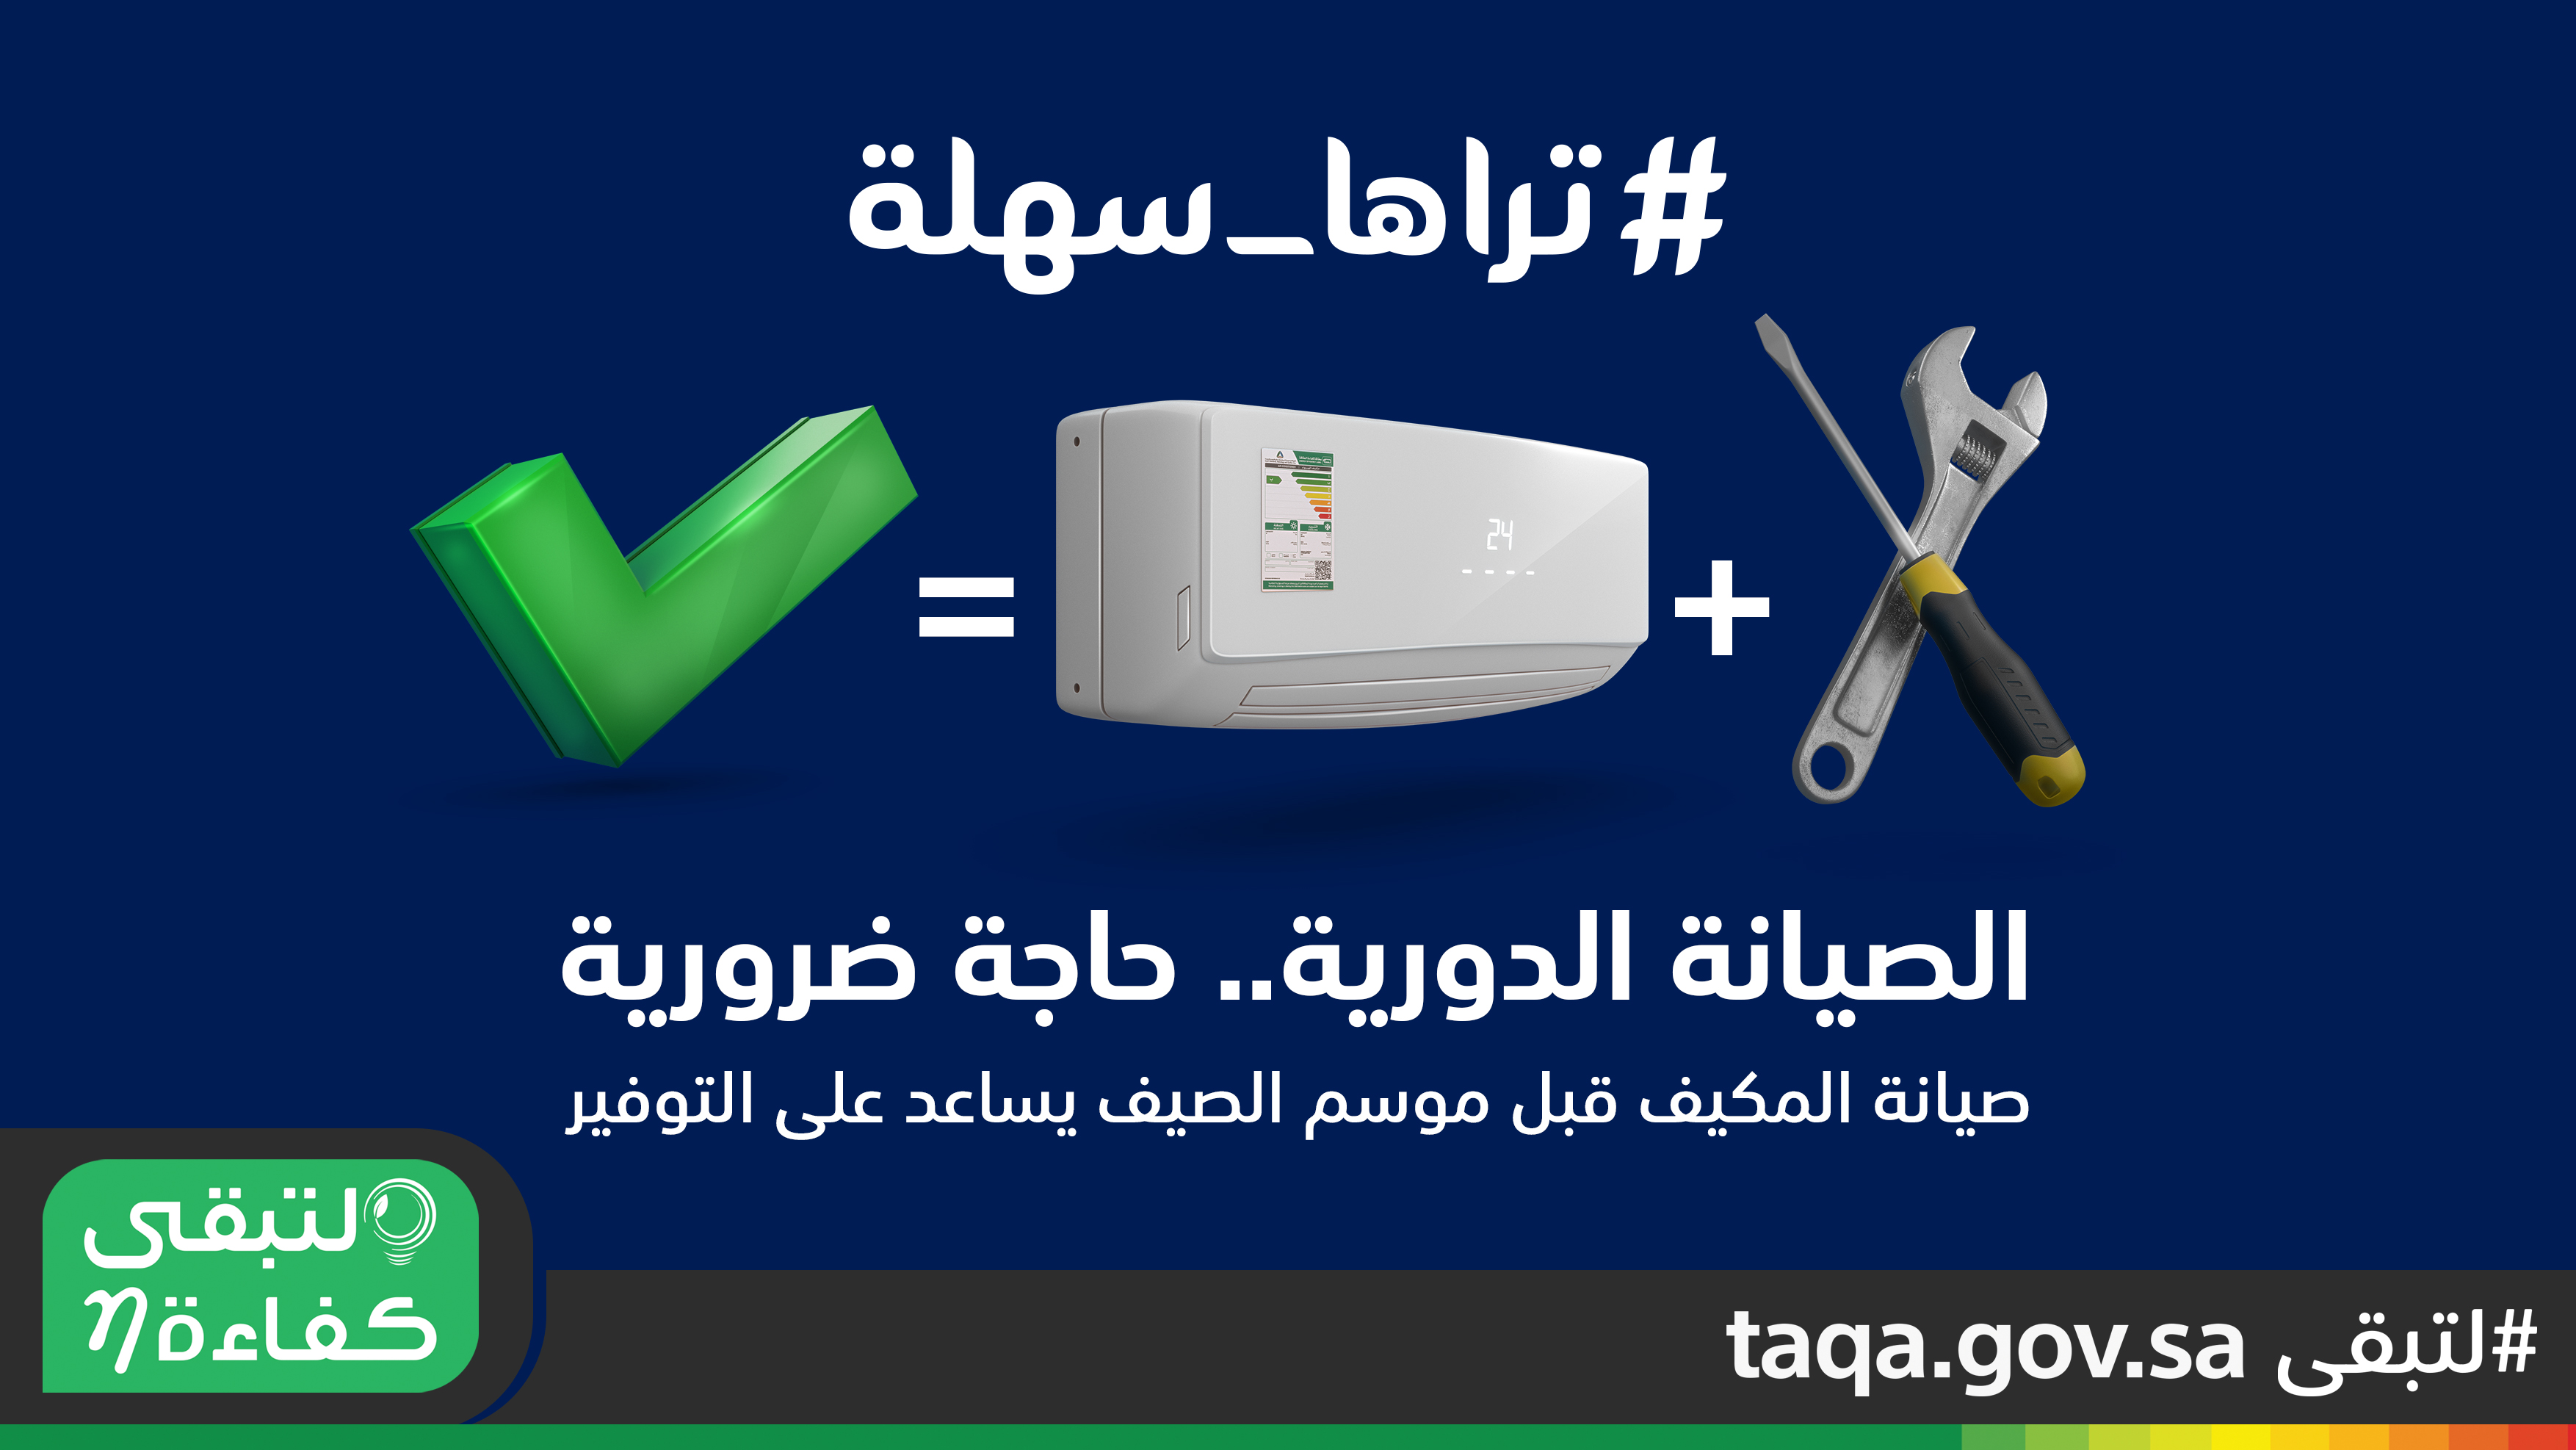 #تراها_سهلة
24
الصيانة الدورية.. حاجة ضرورية
صيانة المكيف قبل موسم الصيف يساعد على التوفير
لتبقى
كفاءة
#لتبقى taqa.gov.sa